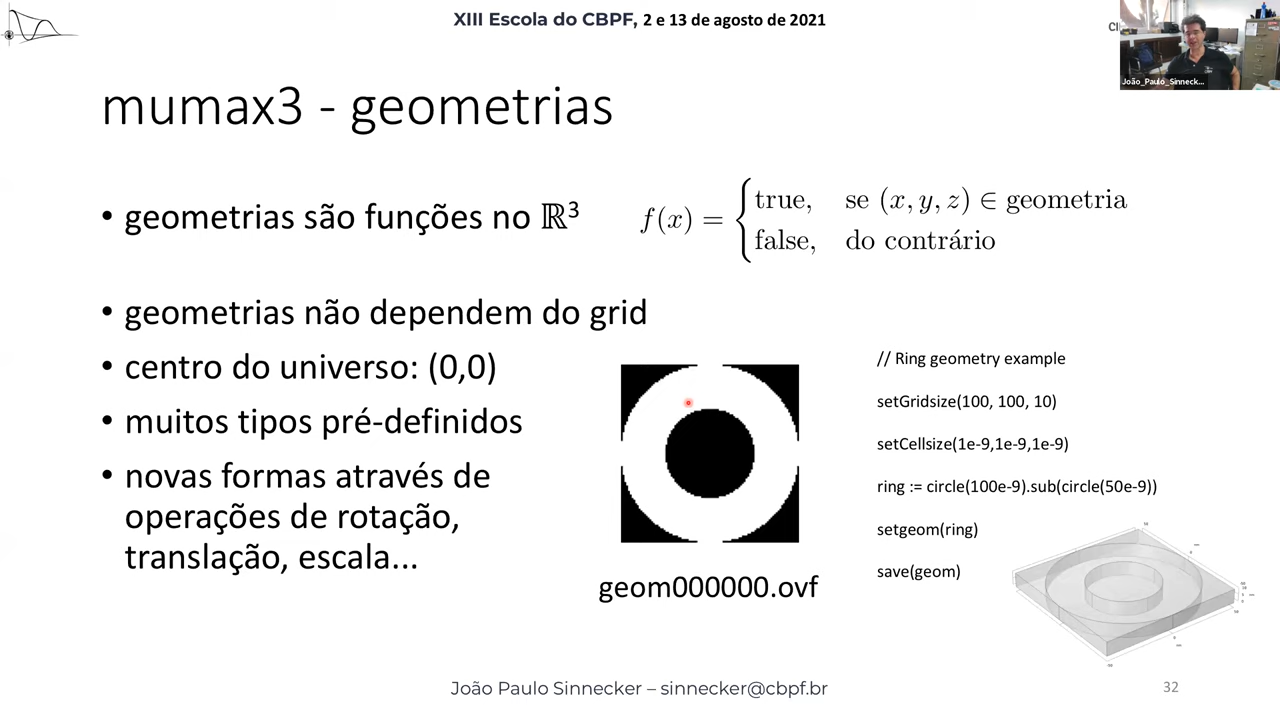 XIII Escola do CBPF, 2 e 13 de agosto de 2021
João_Paulo_Sinneck...
mumax3 - geometrias
• geometrias são funções no ℝ³
f(x) = { true, se (x, y, z) ∈ geometria
false, do contrário
• geometrias não dependem do grid
• centro do universo: (0,0)
• muitos tipos pré-definidos
• novas formas através de
operações de rotação,
translação, escala...
geom000000.ovf
// Ring geometry example
setGridsize(100, 100, 10)
setCellsize(1e-9,1e-9,1e-9)
ring := circle(100e-9).sub(circle(50e-9))
setgeom(ring)
save(geom)
João Paulo Sinnecker – sinnecker@cbpf.br
32